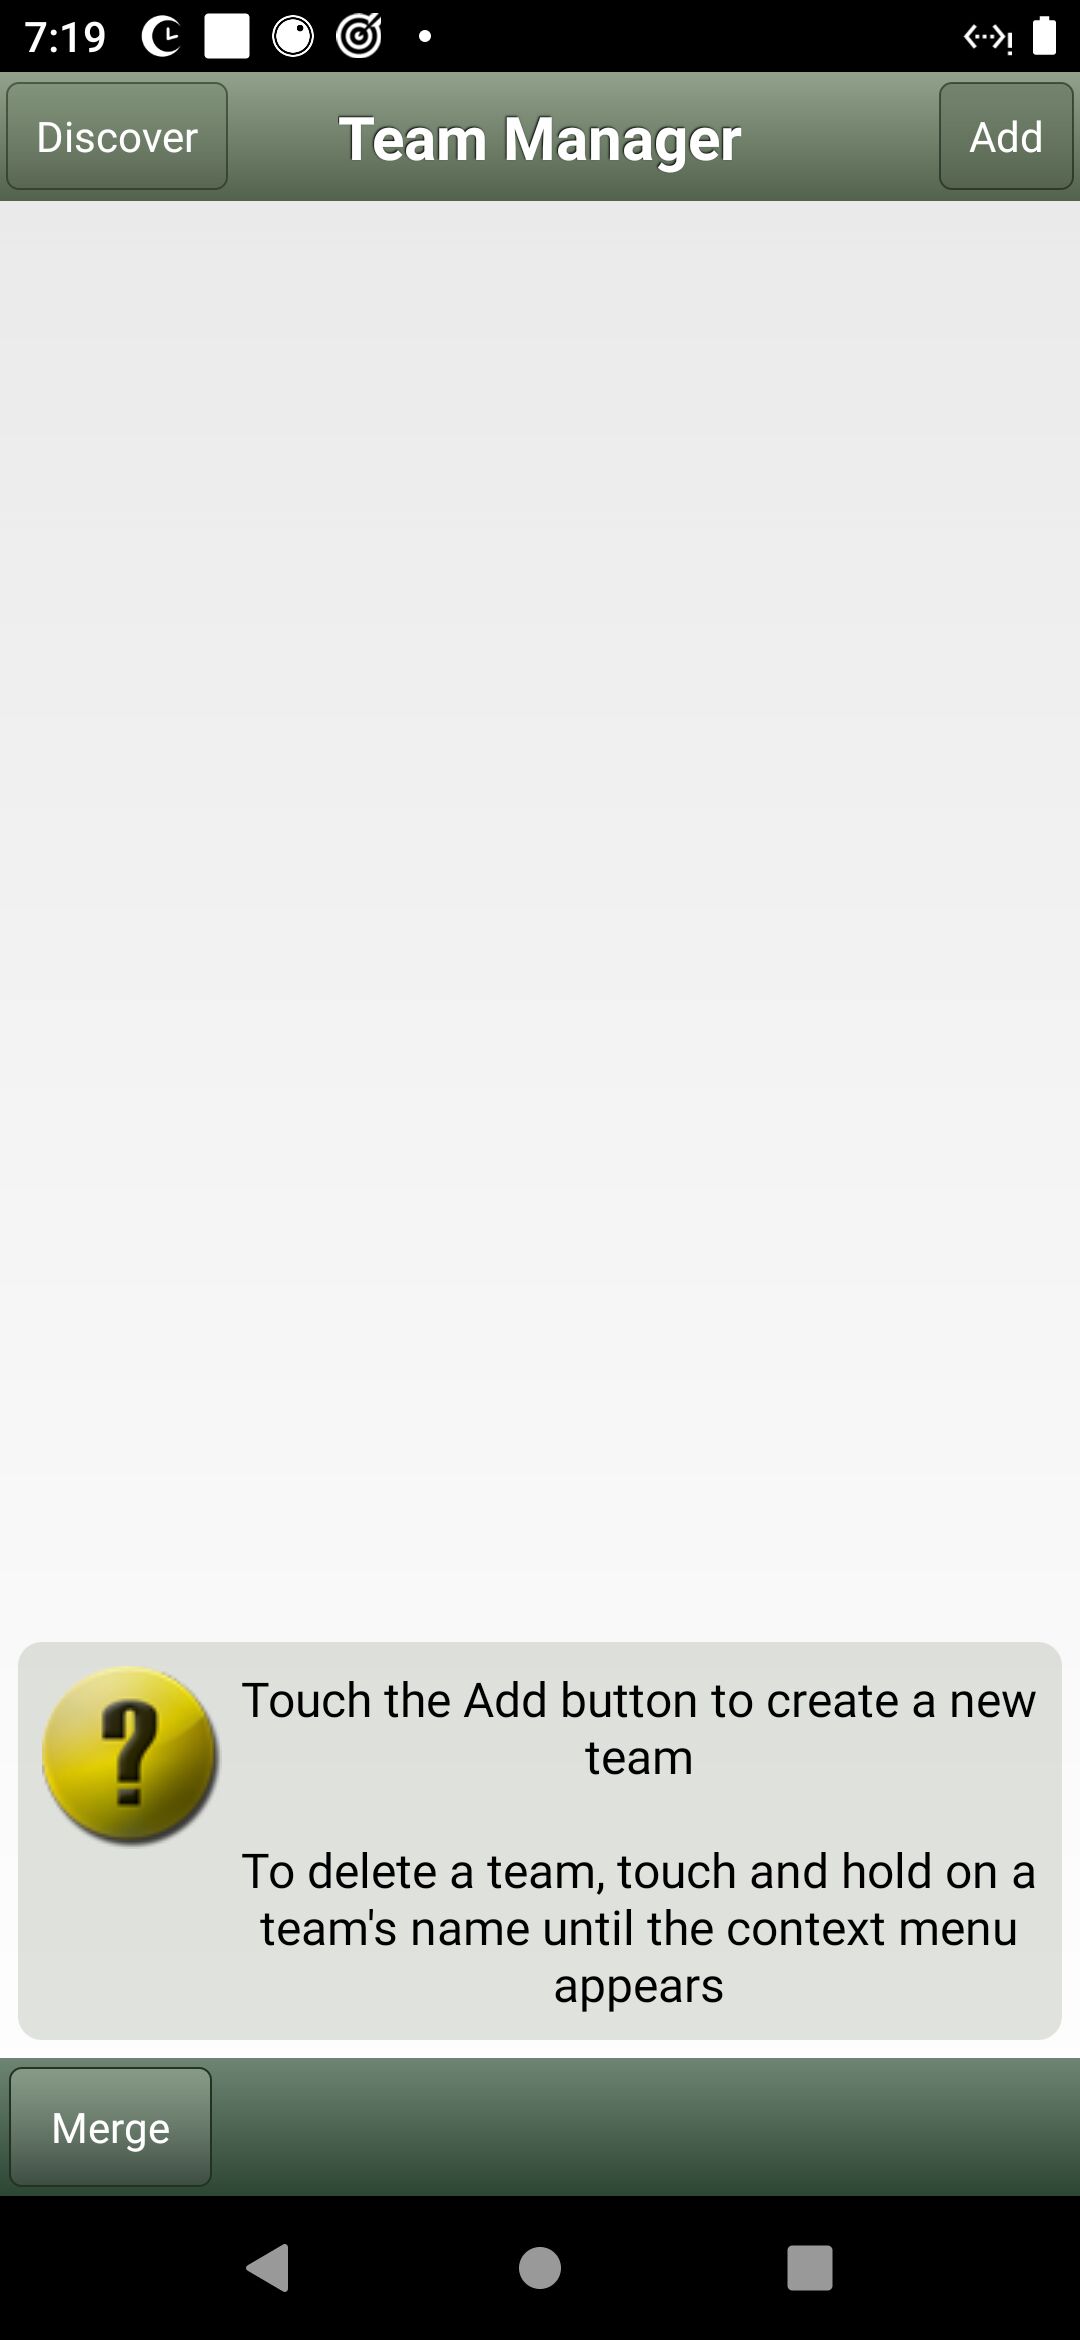 7:19
Discover
Team Manager
Add
Touch the Add button to create a new
team
To delete a team, touch and hold on a
team's name until the context menu
appears
Merge